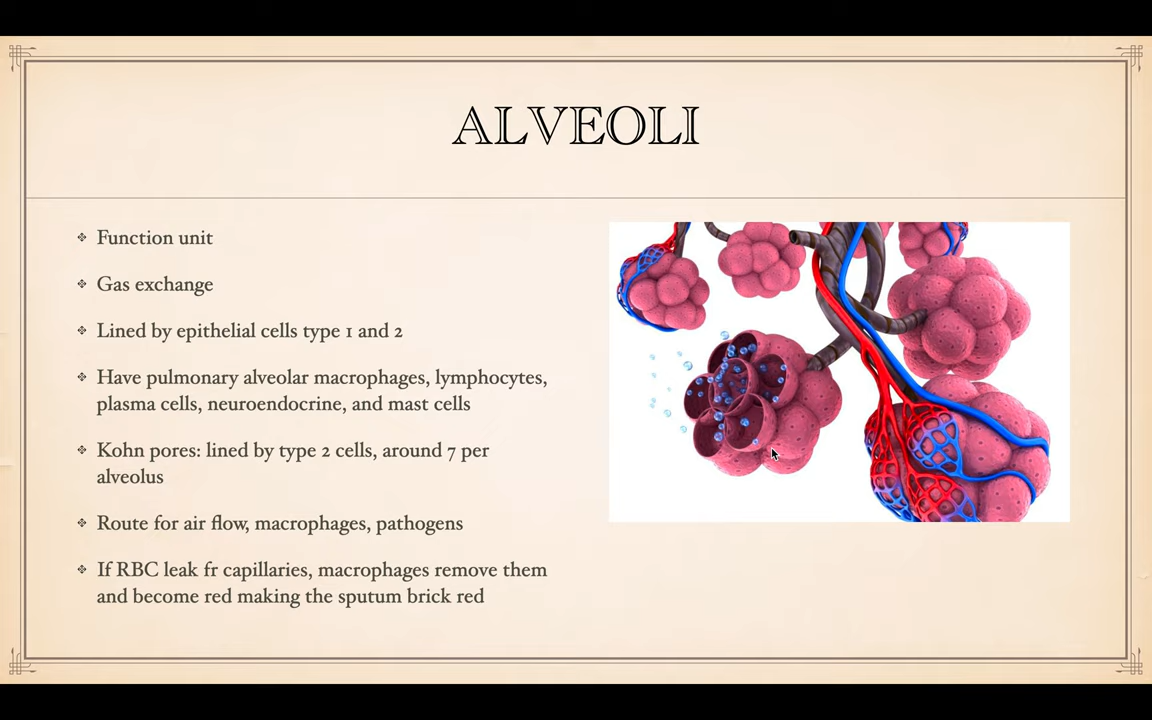 ALVEOLI
Function unit
Gas exchange
Lined by epithelial cells type 1 and 2
Have pulmonary alveolar macrophages, lymphocytes,
plasma cells, neuroendocrine, and mast cells
Kohn pores: lined by type 2 cells, around 7 per
alveolus
Route for air flow, macrophages, pathogens
If RBC leak fr capillaries, macrophages remove them
and become red making the sputum brick red